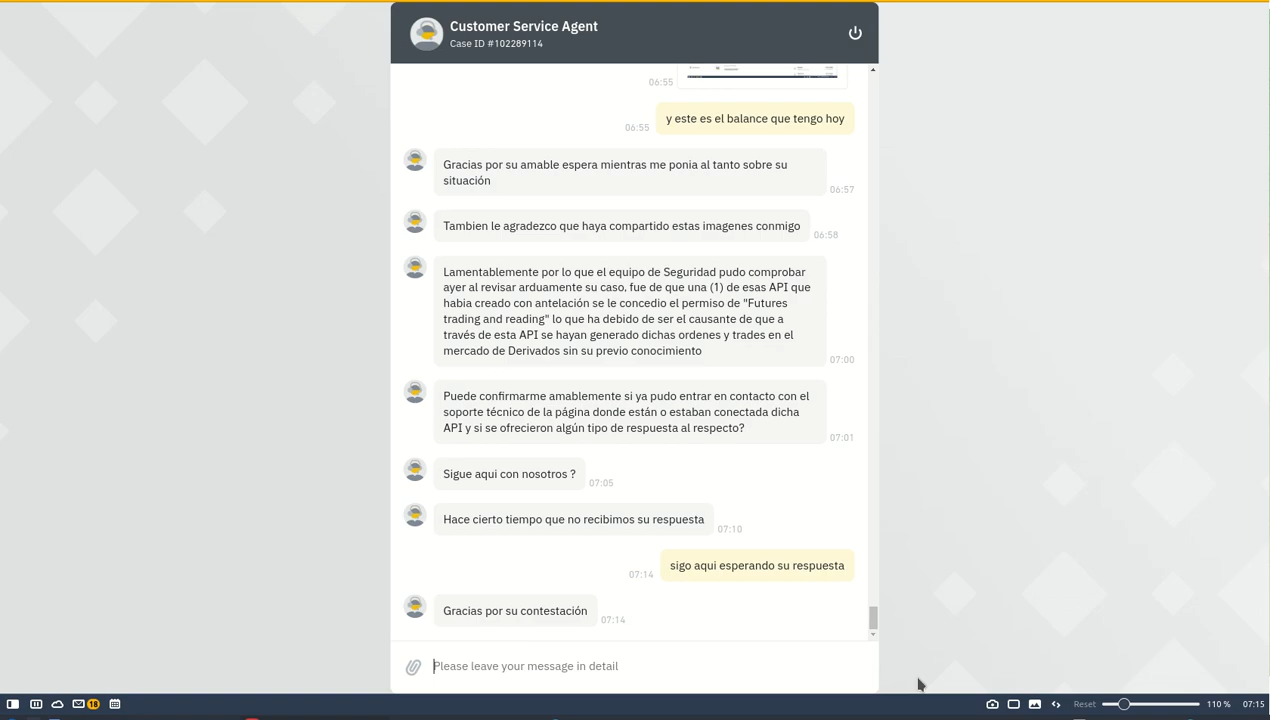 Customer Service Agent
Case ID #102289114
06:55
y este es el balance que tengo hoy
06:55
Gracias por su amable espera mientras me ponia al tanto sobre su
situación
06:57
Tambien le agradezco que haya compartido estas imagenes conmigo
06:58
Lamentablemente por lo que el equipo de Seguridad pudo comprobar
ayer al revisar arduamente su caso, fue de que una (1) de esas API que
habia creado con antelación se le concedio el permiso de "Futures
trading and reading" lo que ha debido de ser el causante de que a
través de esta API se hayan generado dichas ordenes y trades en el
mercado de Derivados sin su previo conocimiento
07:00
Puede confirmarme amablemente si ya pudo entrar en contacto con el
soporte técnico de la página donde están o estaban conectada dicha
API y si se ofrecieron algún tipo de respuesta al respecto?
07:01
Sigue aqui con nosotros ?
07:05
Hace cierto tiempo que no recibimos su respuesta
07:10
sigo aqui esperando su respuesta
07:14
Gracias por su contestación
07:14
Please leave your message in detail
18
Reset
110 %
07:15